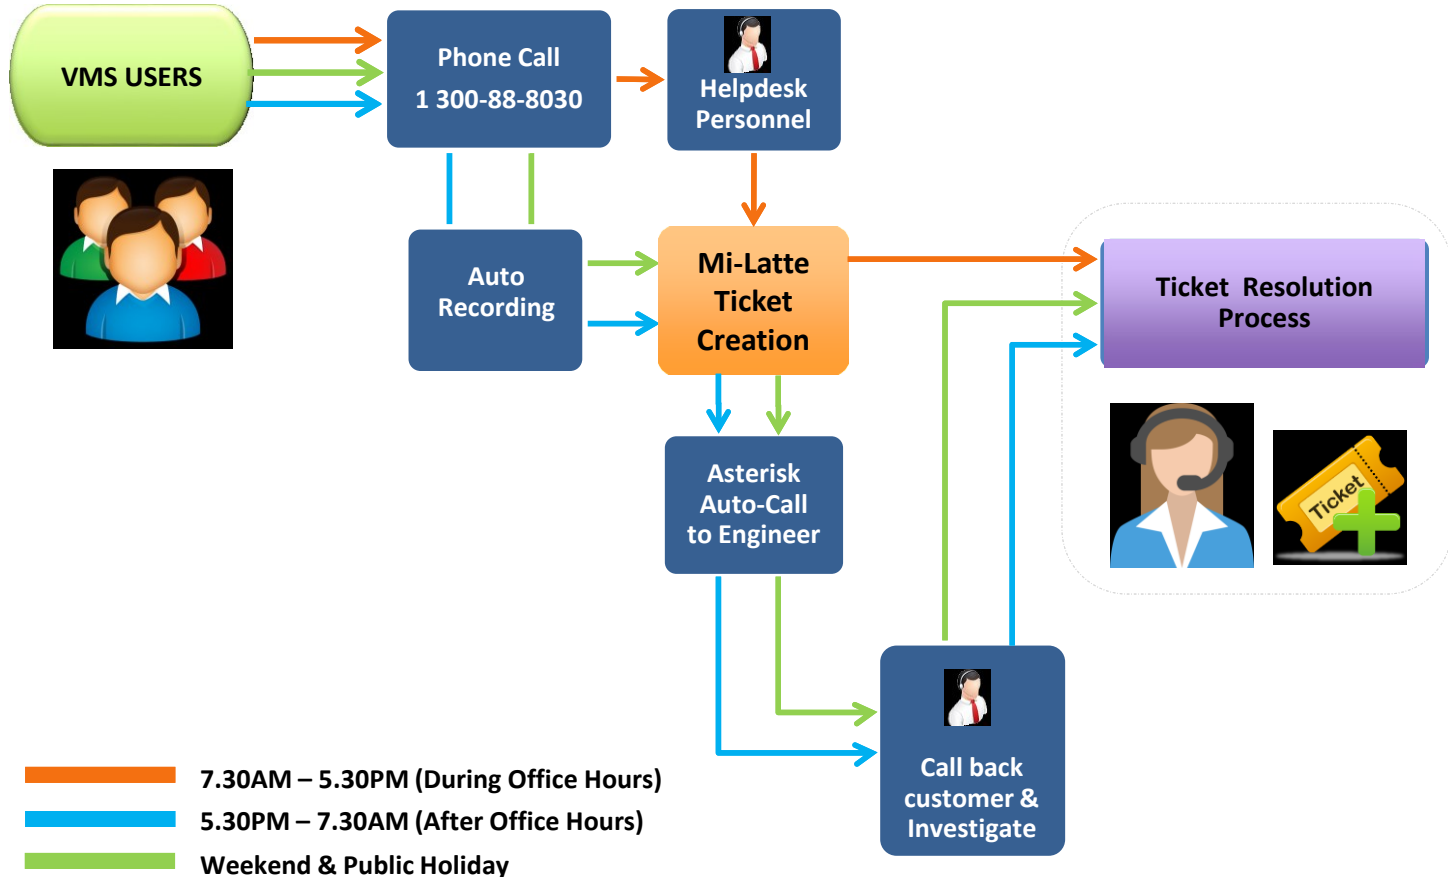 VMS USERS
Phone Call
1 300-88-8030
Helpdesk
Personnel
Auto
Recording
Mi-Latte
Ticket
Creation
Ticket Resolution
Process
Asterisk
Auto-Call
to Engineer
Ticket
Call back
customer &
Investigate
7.30AM – 5.30PM (During Office Hours)
5.30PM – 7.30AM (After Office Hours)
Weekend & Public Holiday